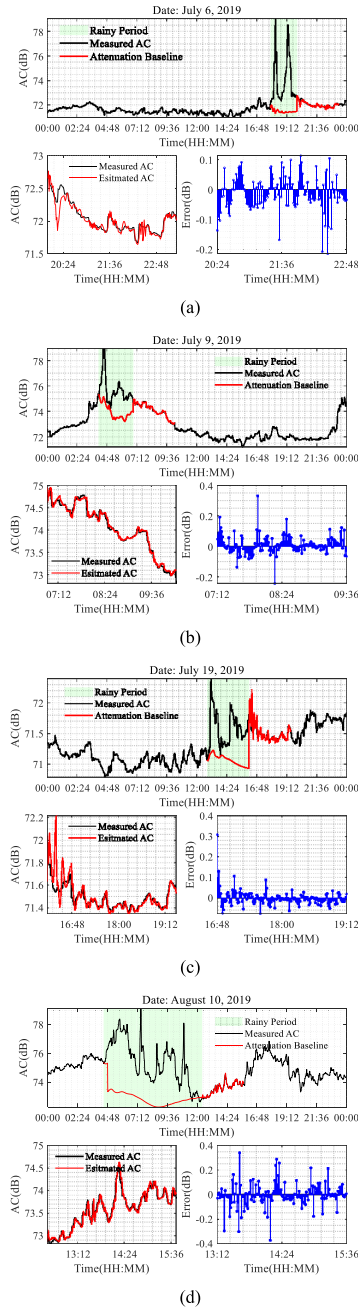 Date: July 6, 2019
AC(dB)
78
76
74
72
Rainy Period
Measured AC
Attenuation Baseline
00:00 02:24 04:48 07:12 09:36 12:00 14:24 16:48 19:12 21:36 00:00
Time(HH:MM)
AC(dB)
73
72.5
72
71.5
Measured AC
Esitmated AC
20:24 21:36 22:48
Time(HH:MM)
Error(dB)
0.1
0
-0.1
-0.2
20:24 21:36 22:48
Time(HH:MM)
(a)
Date: July 9, 2019
AC(dB)
78
76
74
72
Rainy Period
Measured AC
Attenuation Baseline
00:00 02:24 04:48 07:12 09:36 12:00 14:24 16:48 19:12 21:36 00:00
Time(HH:MM)
AC(dB)
75
74.5
74
73.5
73
Measured AC
Esitmated AC
07:12 08:24 09:36
Time(HH:MM)
Error(dB)
0.4
0.2
0
-0.2
07:12 08:24 09:36
Time(HH:MM)
(b)
Date: July 19, 2019
AC(dB)
72
71.5
71
Rainy Period
Measured AC
Attenuation Baseline
00:00 02:24 04:48 07:12 09:36 12:00 14:24 16:48 19:12 21:36 00:00
Time(HH:MM)
AC(dB)
72.2
72
71.8
71.6
71.4
Measured AC
Esitmated AC
16:48 18:00 19:12
Time(HH:MM)
Error(dB)
0.4
0.3
0.2
0.1
0
16:48 18:00 19:12
Time(HH:MM)
(c)
Date: August 10, 2019
AC(dB)
78
76
74
Rainy Period
Measured AC
Attenuation Baseline
00:00 02:24 04:48 07:12 09:36 12:00 14:24 16:48 19:12 21:36 00:00
Time(HH:MM)
AC(dB)
74.5
74
73.5
73
Measured AC
Esitmated AC
13:12 14:24 15:36
Time(HH:MM)
Error(dB)
0.4
0.2
0
-0.2
-0.4
13:12 14:24 15:36
Time(HH:MM)
(d)